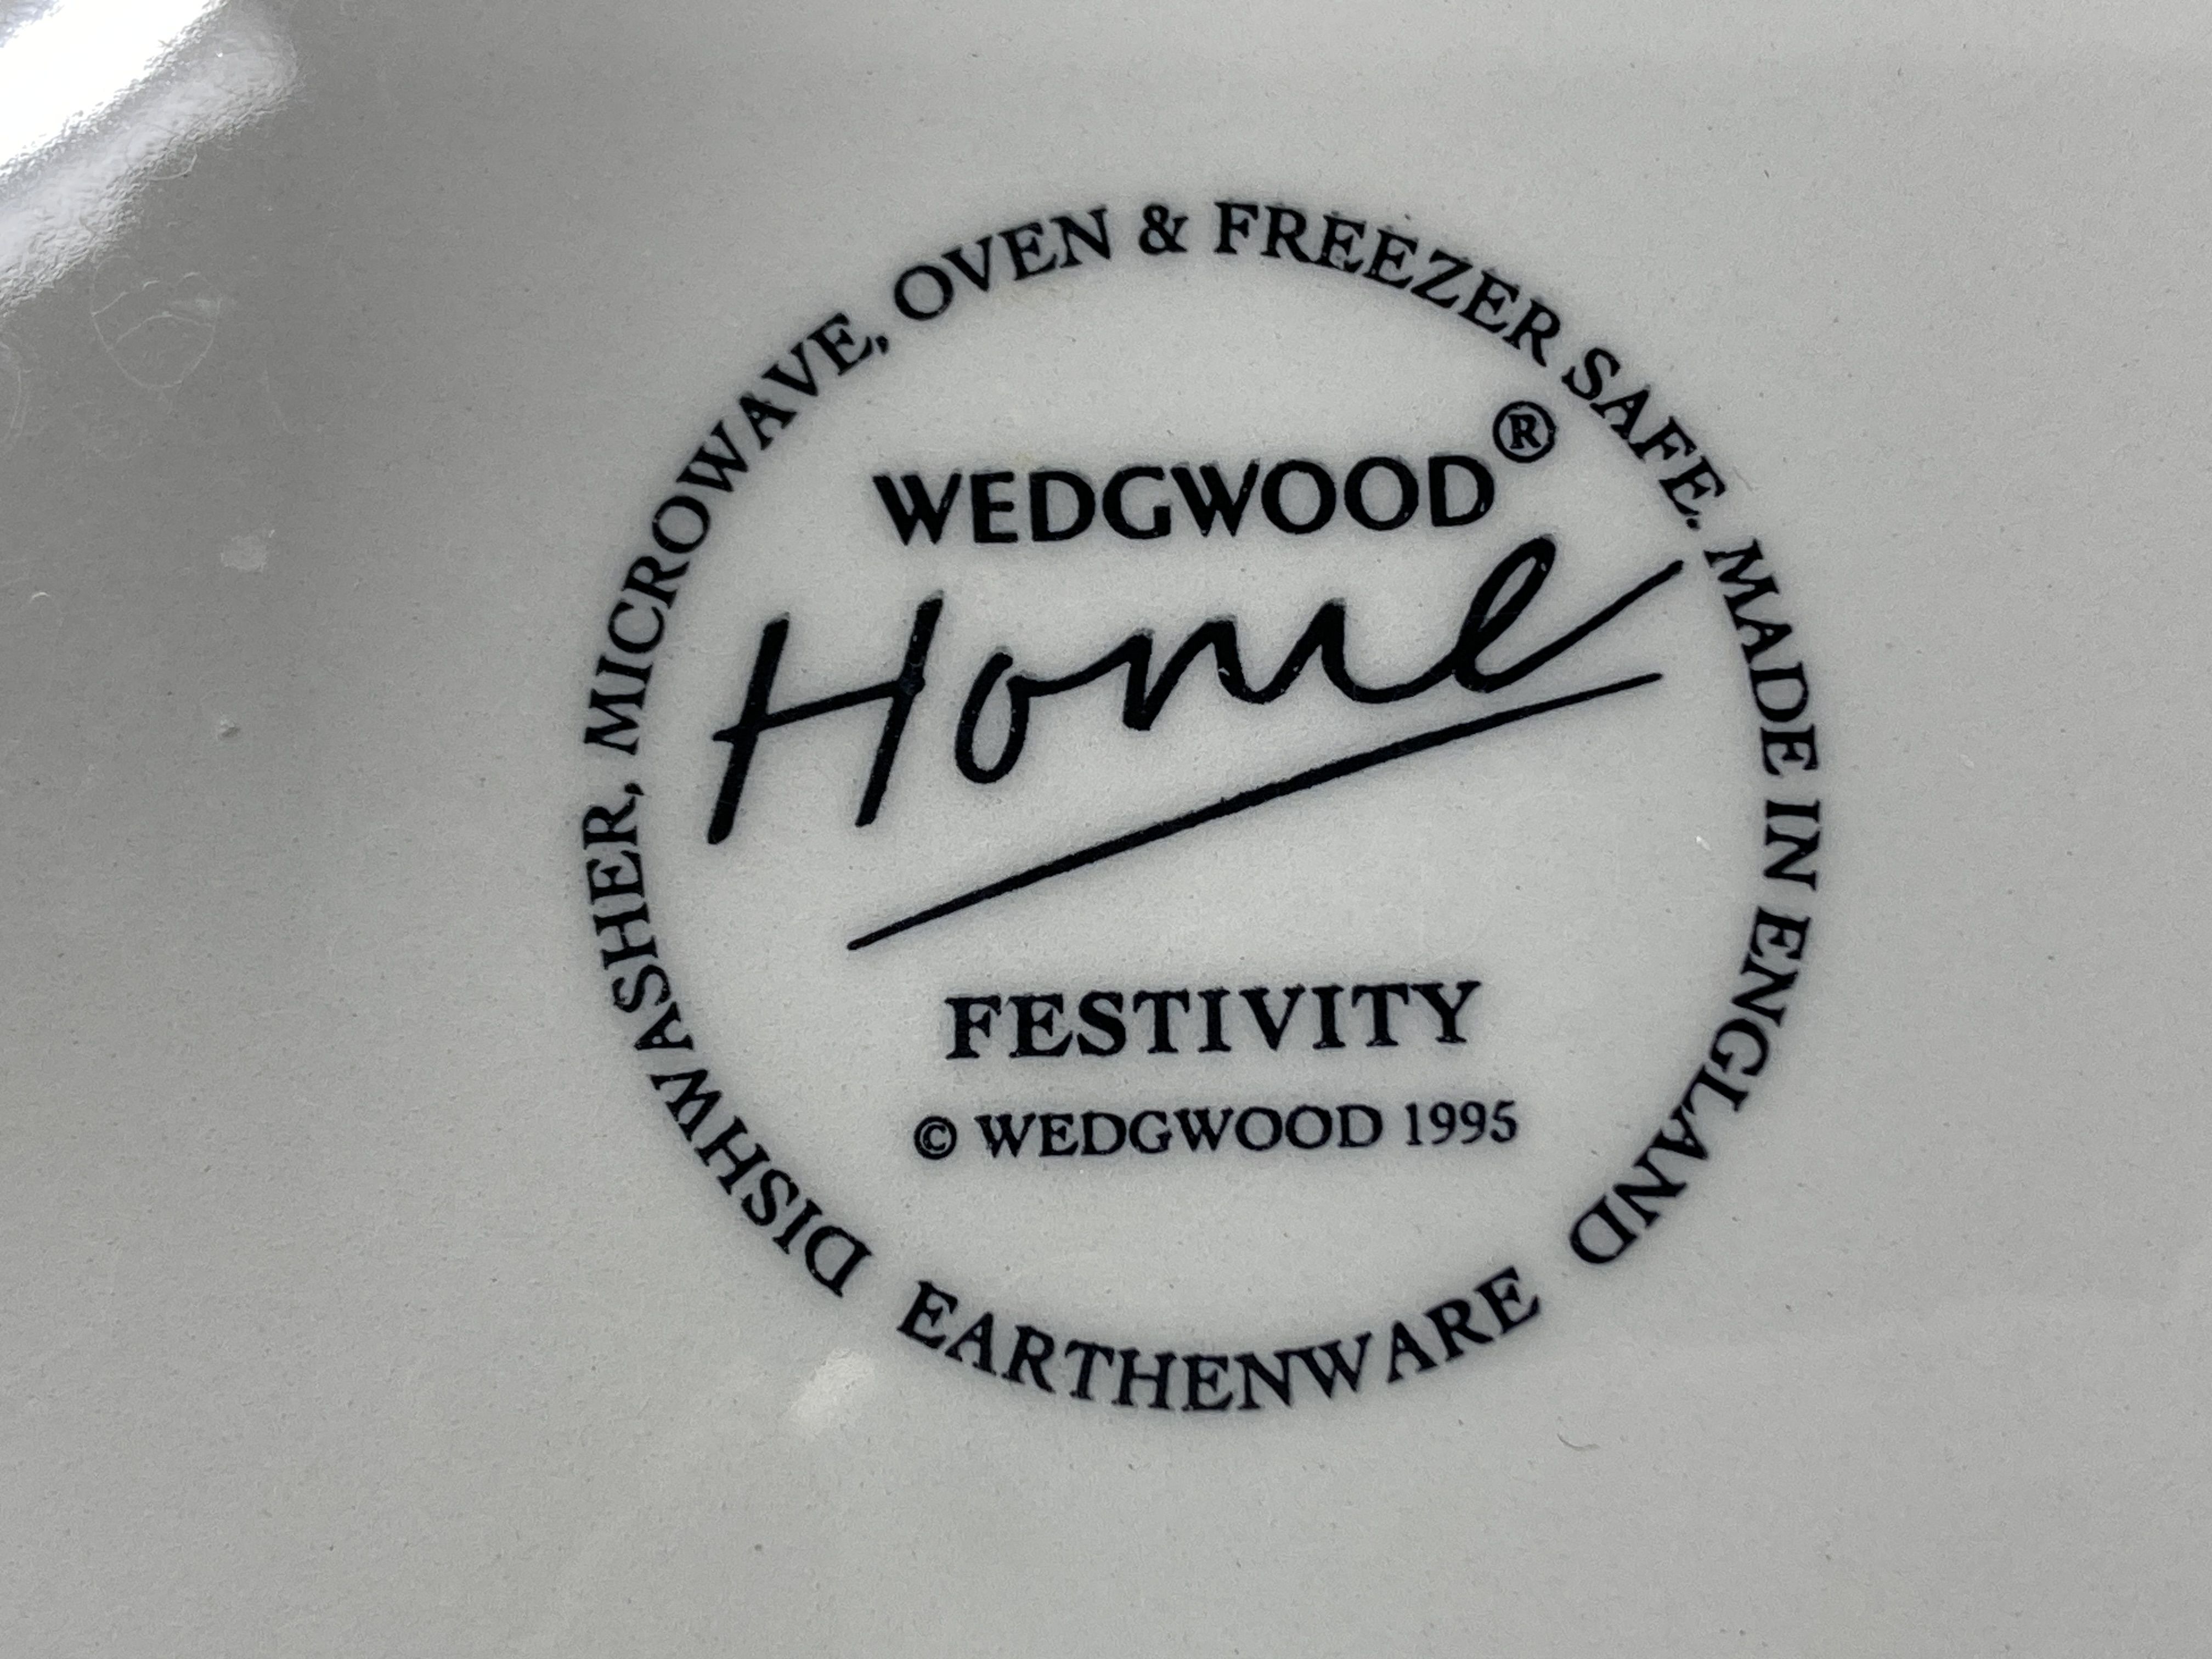 DISHWASHER, MICROWAVE, OVEN & FREEZER SAFE. MADE IN ENGLAND
WEDGWOOD®
Home
FESTIVITY
© WEDGWOOD 1995
EARTHENWARE